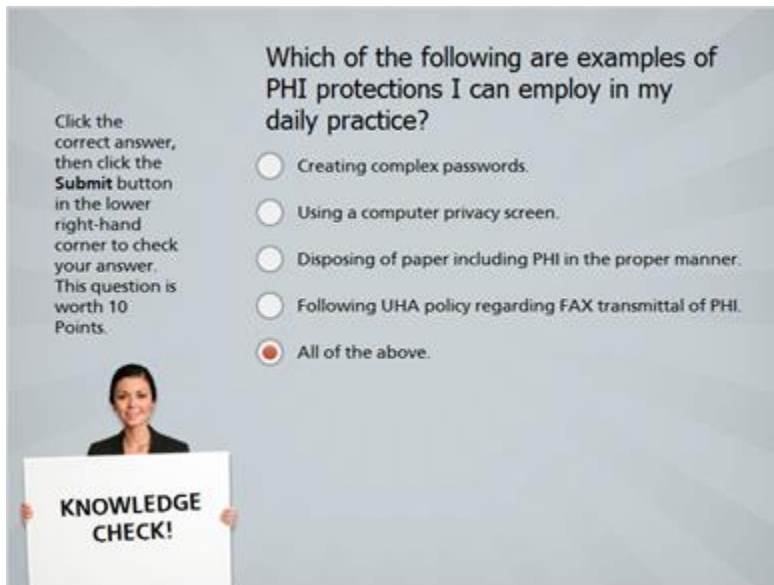 Which of the following are examples of
PHI protections I can employ in my
daily practice?
Click the
correct answer,
then click the
Submit button
in the lower
right-hand
corner to check
your answer.
This question is
worth 10
Points.
Creating complex passwords.
Using a computer privacy screen.
Disposing of paper including PHI in the proper manner.
Following UHA policy regarding FAX transmittal of PHI.
All of the above.
KNOWLEDGE
CHECK!